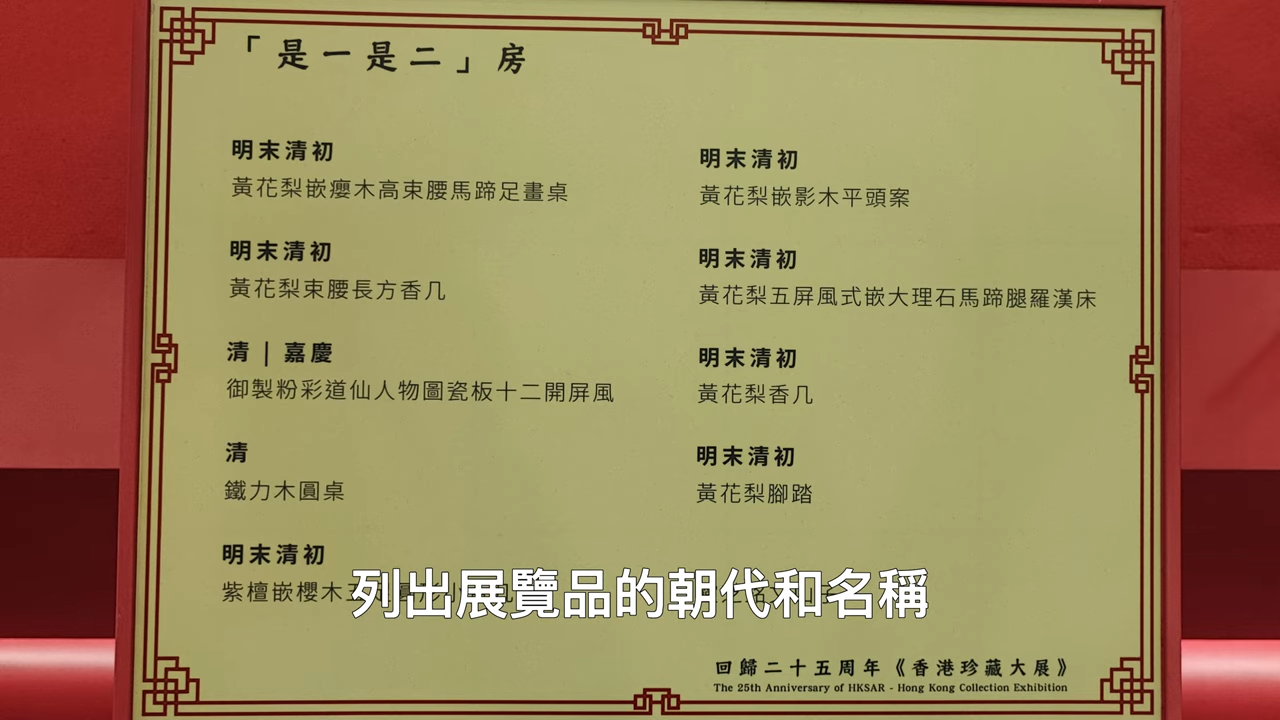 「是一是二」房
明末清初
黃花梨嵌癭木高束腰馬蹄足畫桌
明末清初
黃花梨束腰長方香几
清 | 嘉慶
御製粉彩道仙人物圖瓷板十二開屏風
清
鐵力木圓桌
明末清初
紫檀嵌櫻木
明末清初
黃花梨嵌影木平頭案
明末清初
黃花梨五屏風式嵌大理石馬蹄腿羅漢床
明末清初
黃花梨香几
明末清初
黃花梨腳踏
列出展覽品的朝代和名稱
回歸二十五周年《香港珍藏大展》
The 25th Anniversary of HKSAR - Hong Kong Collection Exhibition